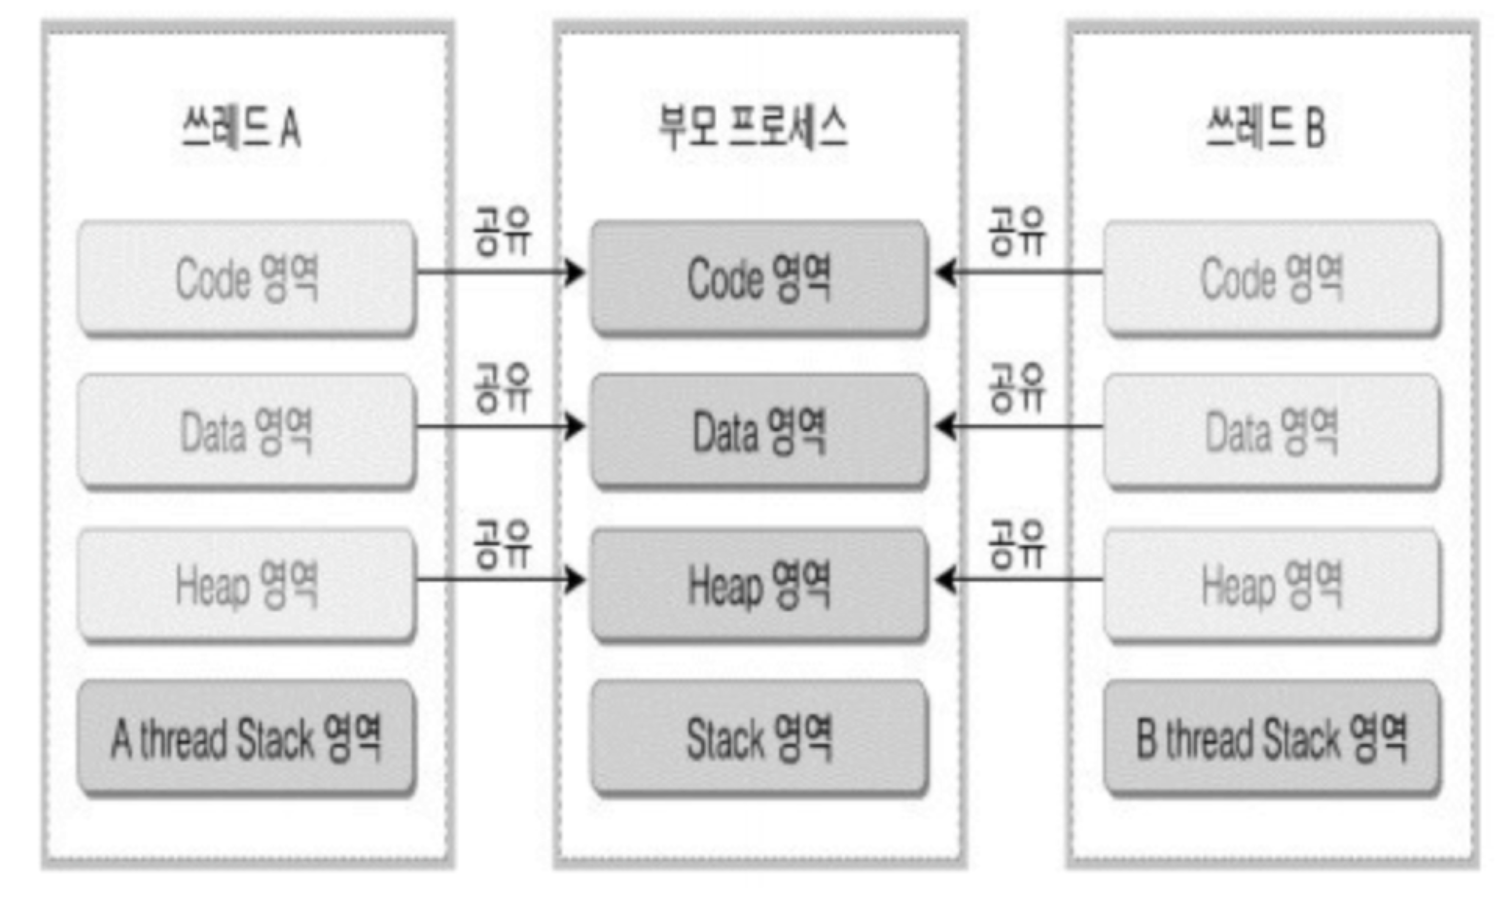 쓰레드 A
부모 프로세스
쓰레드 B
Code 영역
공유
Code 영역
공유
Code 영역
Data 영역
공유
Data 영역
공유
Data 영역
Heap 영역
공유
Heap 영역
공유
Heap 영역
A thread Stack 영역
Stack 영역
B thread Stack 영역